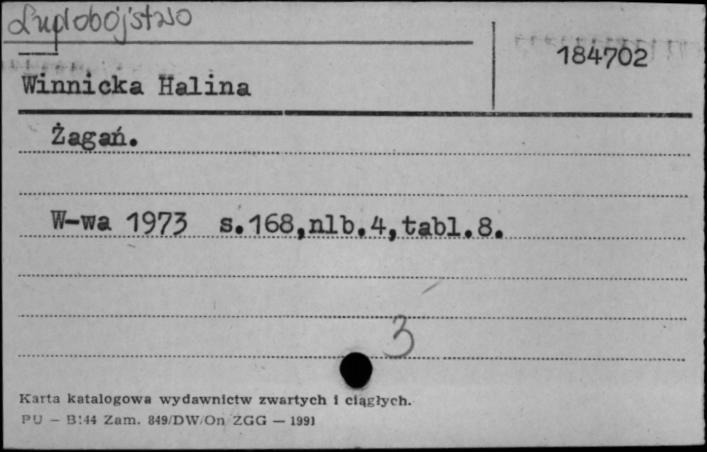 Ludobójstwo
184702
Winnicka Halina
Żagań.
W-wa 1973 s.168,nlb.4,tabl.8.
3
Karta katalogowa wydawnictw zwartych i ciągłych.
PU — B:44 Zam. 849/DW/On ZGG — 1991